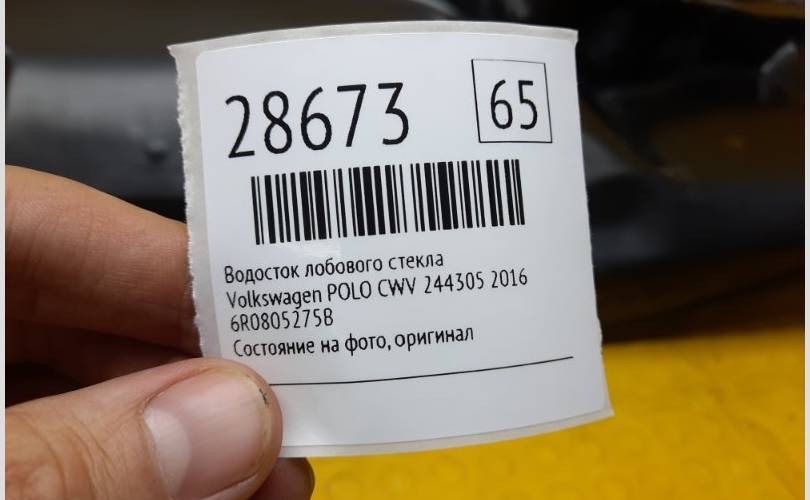 28673
65
Водосток лобового стекла
Volkswagen POLO CWV 244305 2016
6R0805275B
Состояние на фото, оригинал